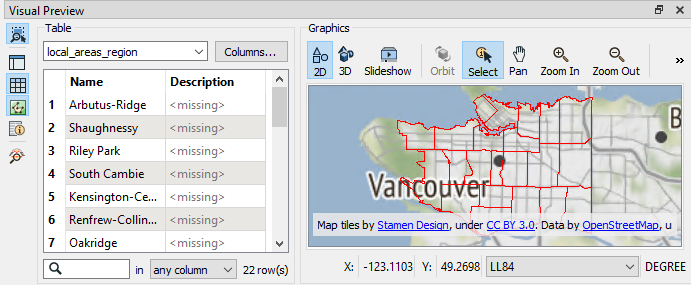 Visual Preview
Table
local_areas_region
Columns...
Name Description
1 Arbutus-Ridge <missing>
2 Shaughnessy <missing>
3 Riley Park <missing>
4 South Cambie <missing>
5 Kensington-Ce... <missing>
6 Renfrew-Collin... <missing>
7 Oakridge <missing>
in any column 22 row(s)
Graphics
2D 3D Slideshow Orbit Select Pan Zoom In Zoom Out »
Vancouver
B
Map tiles by Stamen Design, under CC BY 3.0. Data by OpenStreetMap, u
X: -123.1103 Y: 49.2698 LL84 DEGREE